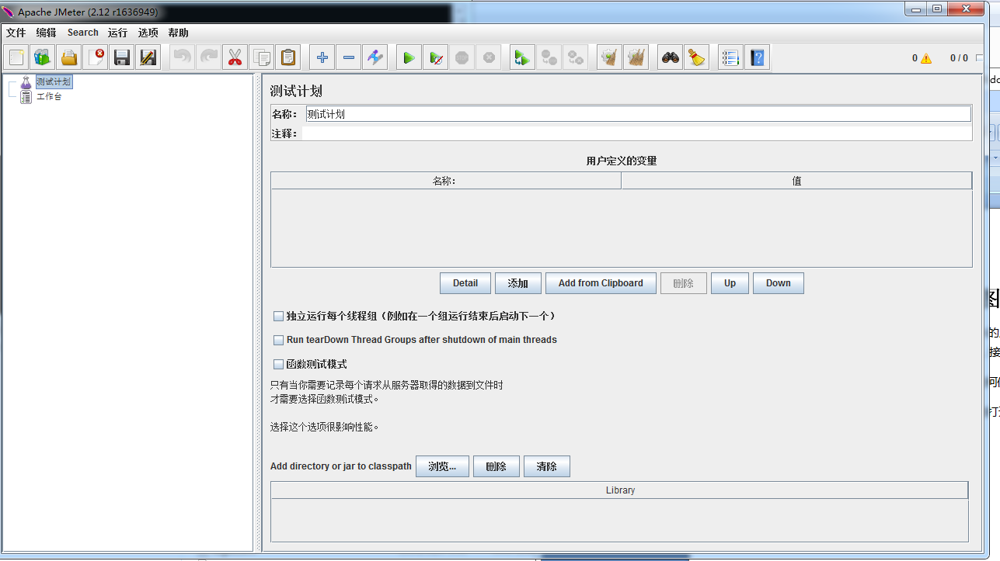 Apache JMeter (2.12 r1636949)
文件 编辑 Search 运行 选项 帮助
0 0 / 0
测试计划
工作台
测试计划
名称： 测试计划
注释：
用户定义的变量
名称： 值
Detail 添加 Add from Clipboard 删除 Up Down
独立运行每个线程组（例如在一个组运行结束后启动下一个）
Run tearDown Thread Groups after shutdown of main threads
函数测试模式
只有当你需要记录每个请求从服务器取得的数据到文件时
才需要选择函数测试模式。
选择这个选项很影响性能。
Add directory or jar to classpath 浏览... 删除 清除
Library